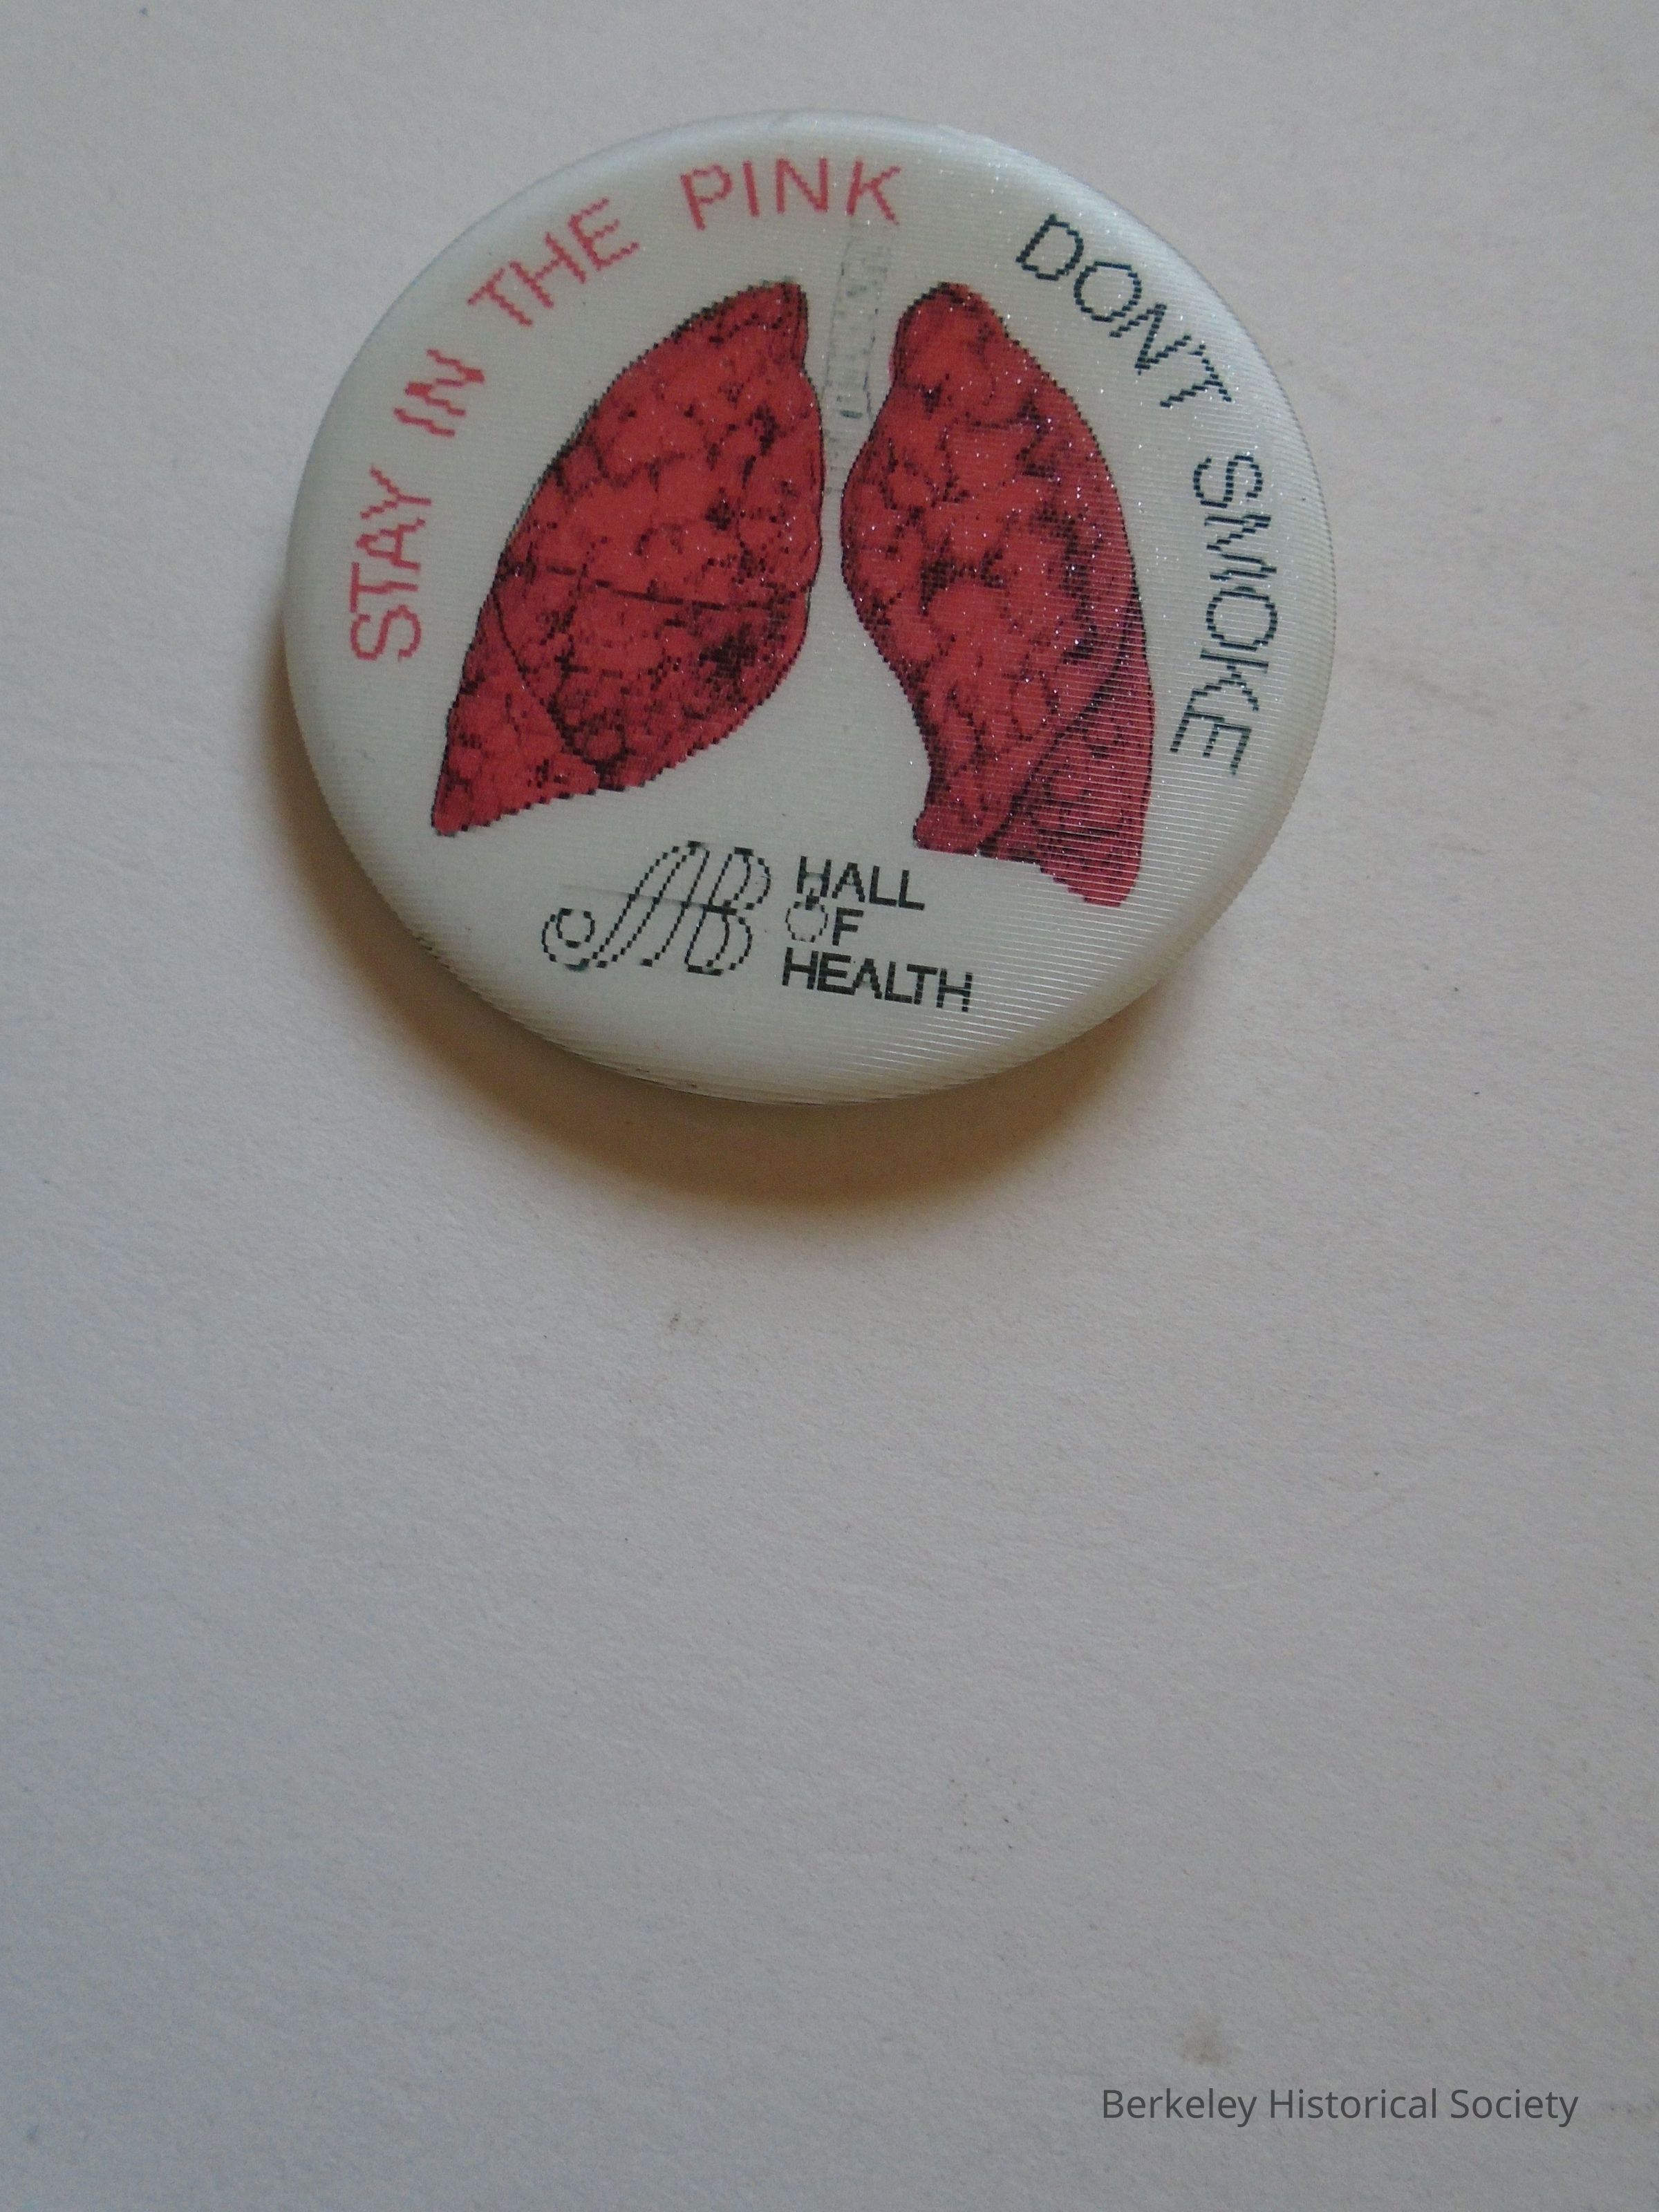 STAY IN THE PINK
DON'T SMOKE
HALL
OF
HEALTH
Berkeley Historical Society